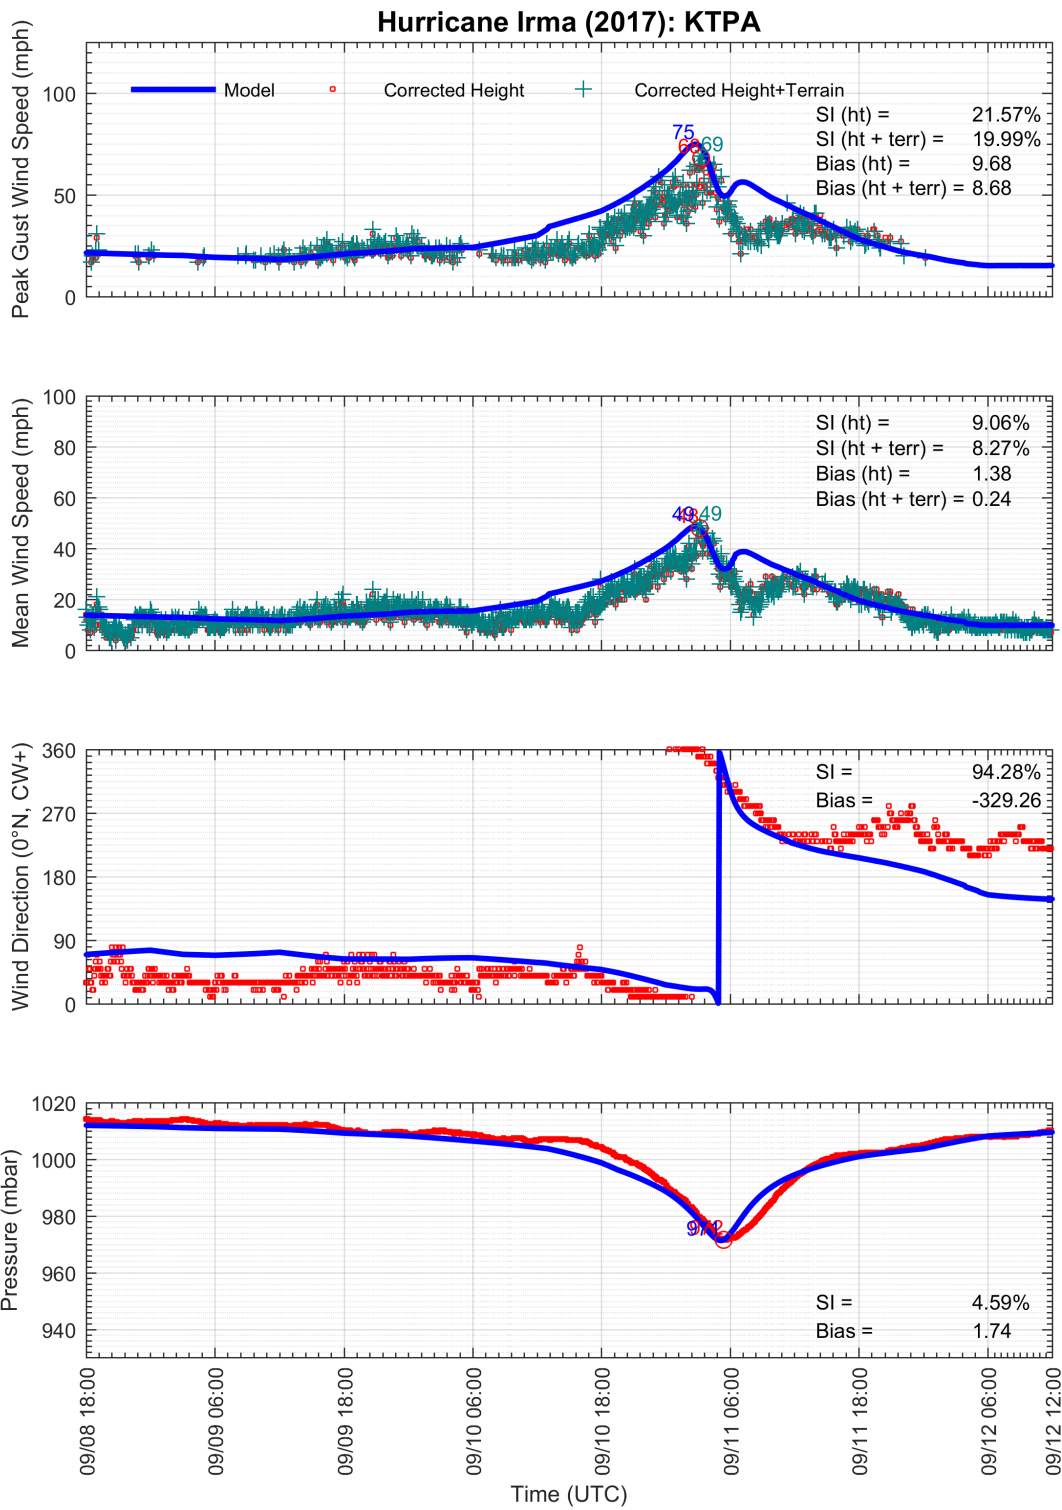 Hurricane Irma (2017): KTPA
Peak Gust Wind Speed (mph)
100
50
0
Model
Corrected Height
Corrected Height+Terrain
SI (ht) = 21.57%
SI (ht + terr) = 19.99%
Bias (ht) = 9.68
Bias (ht + terr) = 8.68
75
69
Mean Wind Speed (mph)
100
80
60
40
20
0
SI (ht) = 9.06%
SI (ht + terr) = 8.27%
Bias (ht) = 1.38
Bias (ht + terr) = 0.24
49
49
Wind Direction (0°N, CW+)
360
270
180
90
0
SI = 94.28%
Bias = -329.26
Pressure (mbar)
1020
1000
980
960
940
971
SI = 4.59%
Bias = 1.74
09/08 18:00
09/09 06:00
09/09 18:00
09/10 06:00
09/10 18:00
09/11 06:00
09/11 18:00
09/12 06:00
09/12 12:00
Time (UTC)